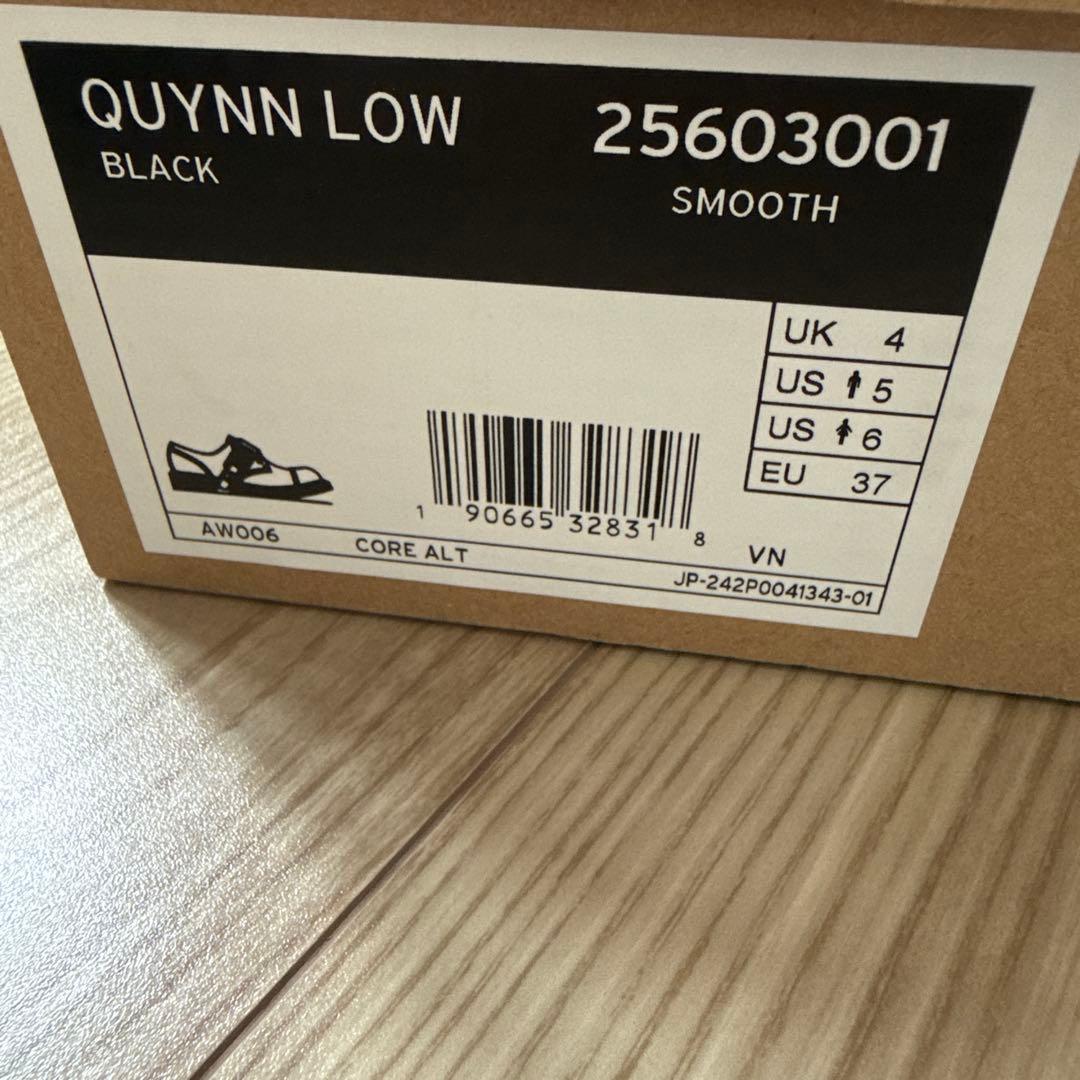 QUYNN LOW 25603001
BLACK SMOOTH
UK 4
US 5
US 6
EU 37
1 90665 32831 8
AW006 CORE ALT VN
JP-242P0041343-01